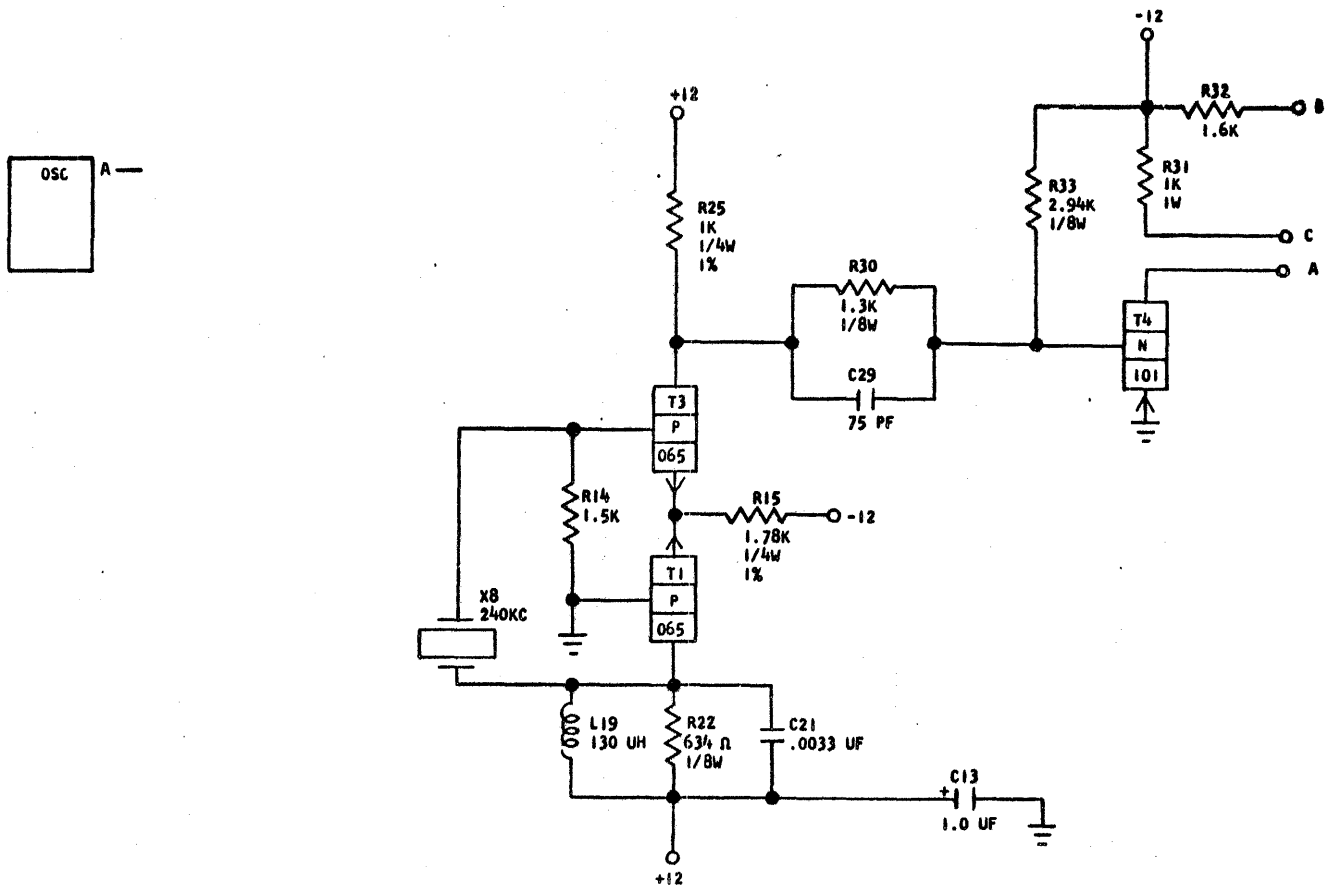 -12
R32
B
1.6K
+12
OSC
A
R31
1K
1W
R33
2.94K
1/8W
R25
1K
1/4W
1%
C
A
R30
1.3K
1/8W
T4
N
101
C29
75 PF
T3
P
065
R14
1.5K
R15
-12
1.78K
1/4W
1%
T1
P
065
X8
240KC
L19
130 UH
R22
634 Ω
1/8W
C21
.0033 UF
C13
+
1.0 UF
+12